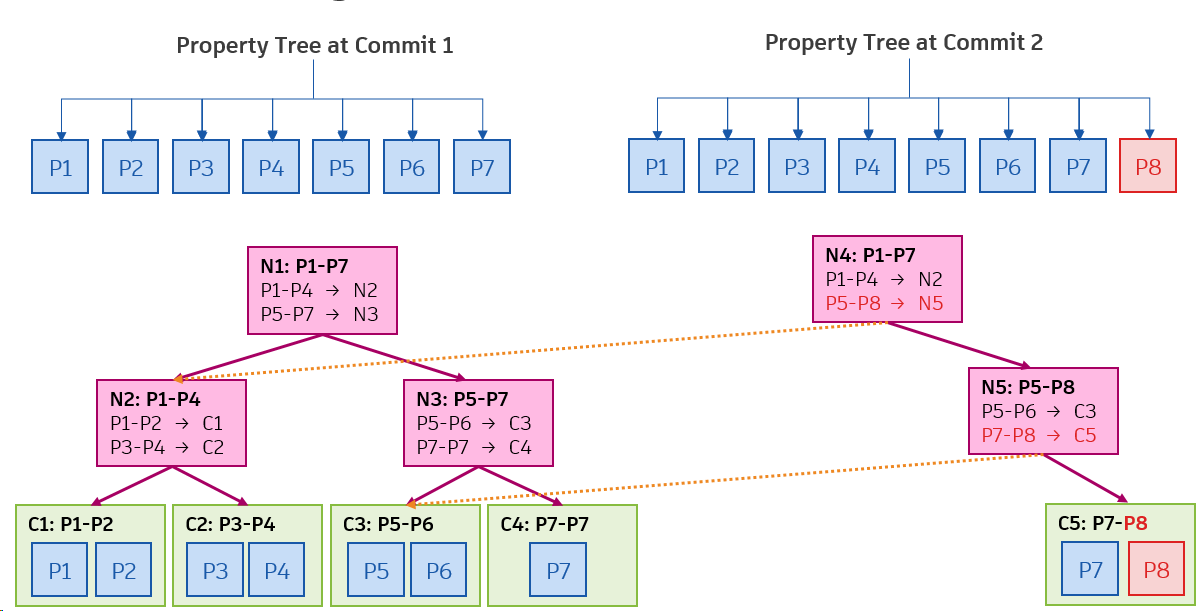 Property Tree at Commit 1
P1 P2 P3 P4 P5 P6 P7
Property Tree at Commit 2
P1 P2 P3 P4 P5 P6 P7 P8
N1: P1-P7
P1-P4 → N2
P5-P7 → N3
N4: P1-P7
P1-P4 → N2
P5-P8 → N5
N2: P1-P4
P1-P2 → C1
P3-P4 → C2
N3: P5-P7
P5-P6 → C3
P7-P7 → C4
N5: P5-P8
P5-P6 → C3
P7-P8 → C5
C1: P1-P2
P1 P2
C2: P3-P4
P3 P4
C3: P5-P6
P5 P6
C4: P7-P7
P7
C5: P7-P8
P7 P8